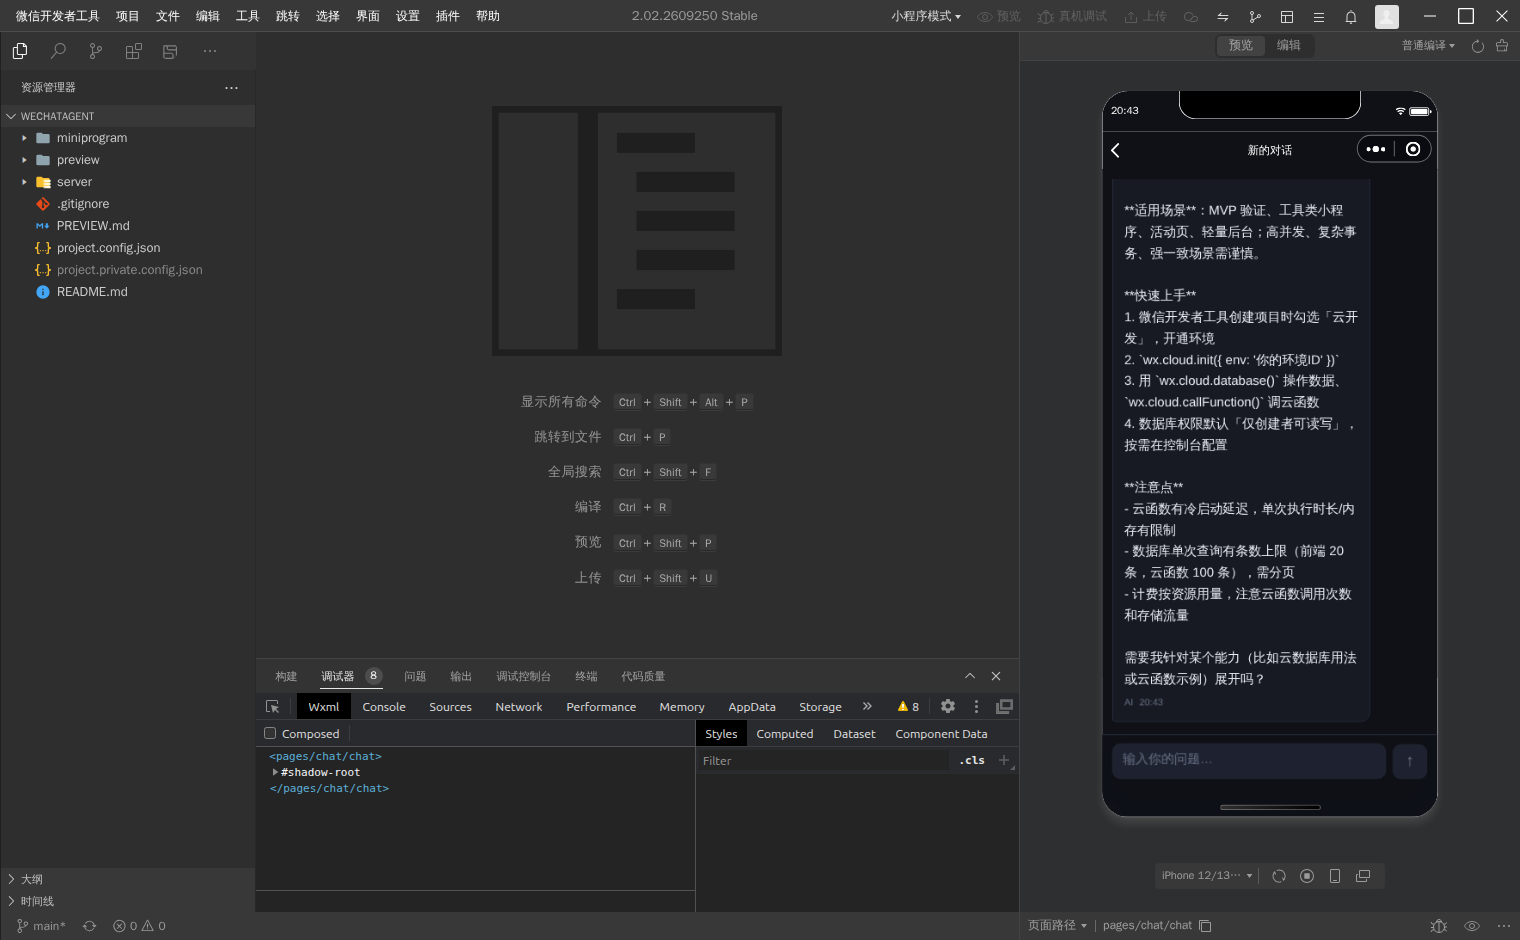 微信开发者工具 项目 文件 编辑 工具 跳转 选择 界面 设置 插件 帮助
2.02.2609250 Stable
小程序模式 预览 真机调试 上传
预览 编辑
普通编译
资源管理器
WECHATAGENT
miniprogram
preview
server
.gitignore
PREVIEW.md
project.config.json
project.private.config.json
README.md
大纲
时间线
显示所有命令 Ctrl + Shift + Alt + P
跳转到文件 Ctrl + P
全局搜索 Ctrl + Shift + F
编译 Ctrl + R
预览 Ctrl + Shift + P
上传 Ctrl + Shift + U
构建 调试器 8 问题 输出 调试控制台 终端 代码质量
Wxml Console Sources Network Performance Memory AppData Storage 8
Composed
<pages/chat/chat>
#shadow-root
</pages/chat/chat>
Styles Computed Dataset Component Data
Filter .cls
20:43
新的对话
**适用场景**：MVP 验证、工具类小程
序、活动页、轻量后台；高并发、复杂事
务、强一致场景需谨慎。
**快速上手**
1. 微信开发者工具创建项目时勾选「云开
发」，开通环境
2. `wx.cloud.init({ env: '你的环境ID' })`
3. 用 `wx.cloud.database()` 操作数据、
`wx.cloud.callFunction()` 调云函数
4. 数据库权限默认「仅创建者可读写」，
按需在控制台配置
**注意点**
- 云函数有冷启动延迟，单次执行时长/内
存有限制
- 数据库单次查询有条数上限（前端 20
条，云函数 100 条），需分页
- 计费按资源用量，注意云函数调用次数
和存储流量
需要我针对某个能力（比如云数据库用法
或云函数示例）展开吗？
AI 20:43
输入你的问题...
↑
iPhone 12/13···
main* 0 0
页面路径 pages/chat/chat